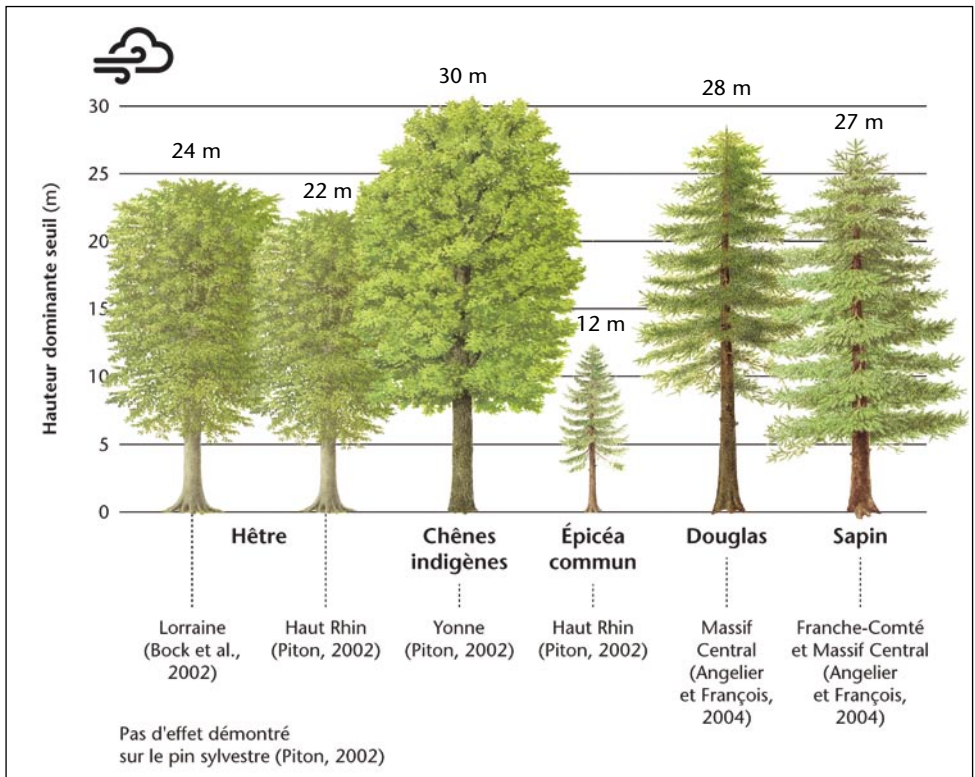 30 m
28 m
27 m
24 m
22 m
12 m
Hauteur dominante seuil (m)
30
25
20
15
10
5
0
Hêtre
Chênes
indigènes
Épicéa
commun
Douglas
Sapin
Lorraine
(Bock et al.,
2002)
Haut Rhin
(Piton, 2002)
Yonne
(Piton, 2002)
Haut Rhin
(Piton, 2002)
Massif
Central
(Angelier
et François,
2004)
Franche-Comté
et Massif Central
(Angelier
et François,
2004)
Pas d'effet démontré
sur le pin sylvestre (Piton, 2002)